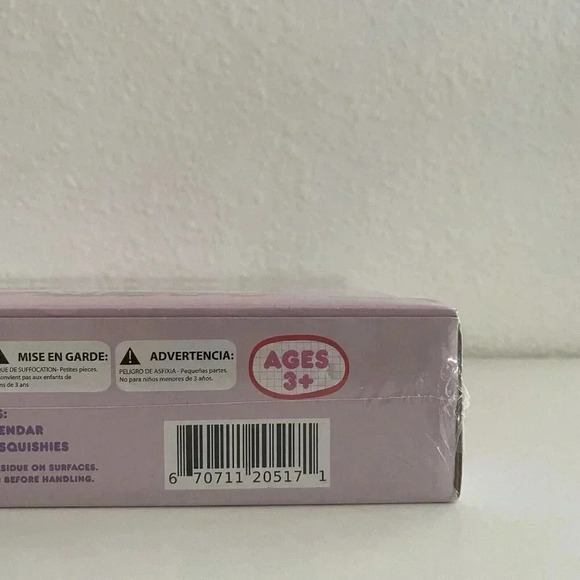 MISE EN GARDE:
DE SUFFOCATION- Petites pièces.
convient pas aux enfants de
de 3 ans
ADVERTENCIA:
PELIGRO DE ASFIXIA - Pequeñas partes.
No para niños menores de 3 años.
AGES
3+
S:
ENDAR
SQUISHIES
SIDUE ON SURFACES.
BEFORE HANDLING.
6 70711 20517 1